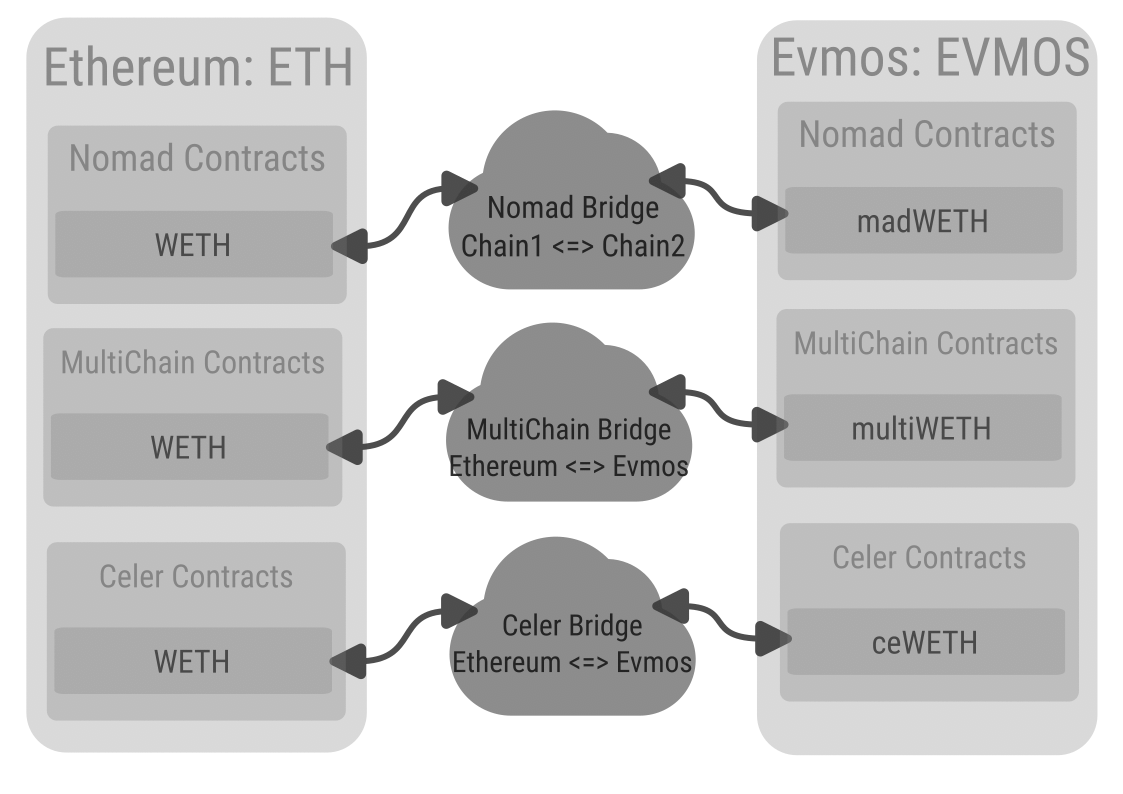 Ethereum: ETH
Nomad Contracts
WETH
MultiChain Contracts
WETH
Celer Contracts
WETH
Nomad Bridge
Chain1 <=> Chain2
MultiChain Bridge
Ethereum <=> Evmos
Celer Bridge
Ethereum <=> Evmos
Evmos: EVMOS
Nomad Contracts
madWETH
MultiChain Contracts
multiWETH
Celer Contracts
ceWETH